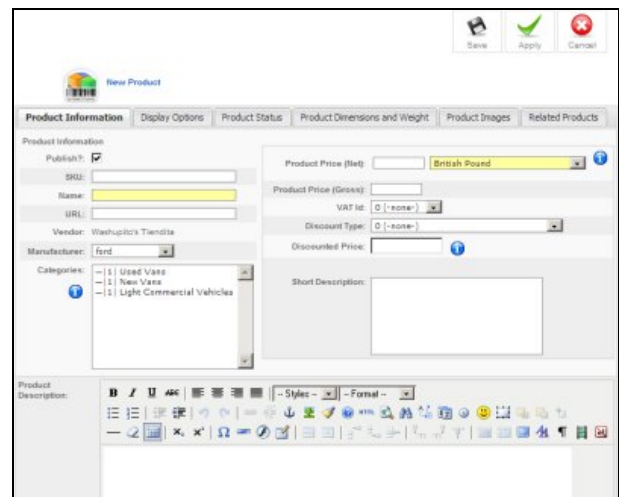 Save Apply Cancel
New Product
Product Information Display Options Product Status Product Dimensions and Weight Product Images Related Products
Product Information
Publish?:
SKU:
Name:
URL:
Vendor: Washupito's Tiendita
Manufacturer: ford
Categories: -|1| Used Vans
-|1| New Vans
-|1| Light Commercial Vehicles
Product Price (Net): British Pound
Product Price (Gross):
VAT Id: 0 (-none-)
Discount Type: 0 (-none-)
Discounted Price:
Short Description:
Product
Description:
B I U ABC -- Styles -- -- Format --